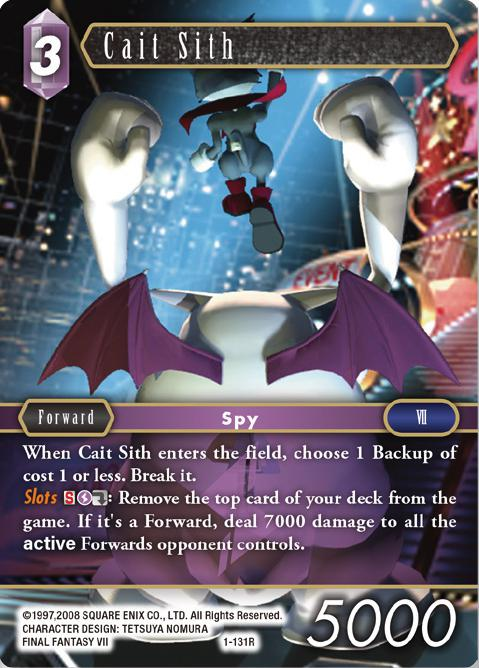 3
Cait Sith
EVENT
Forward
Spy
VII
When Cait Sith enters the field, choose 1 Backup of
cost 1 or less. Break it.
Slots S : Remove the top card of your deck from the
game. If it's a Forward, deal 7000 damage to all the
active Forwards opponent controls.
©1997,2008 SQUARE ENIX CO., LTD. All Rights Reserved.
CHARACTER DESIGN: TETSUYA NOMURA
FINAL FANTASY VII
1-131R
5000